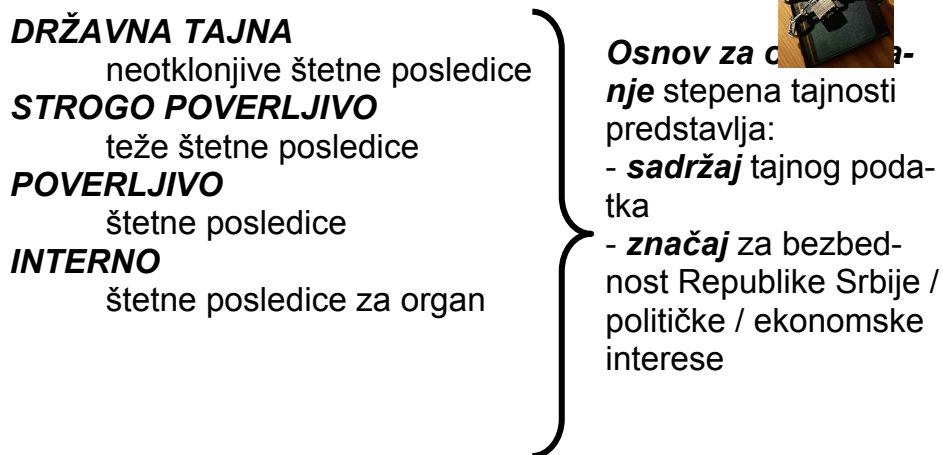 DRŽAVNA TAJNA
neotklonjive štetne posledice
STROGO POVERLJIVO
teže štetne posledice
POVERLJIVO
štetne posledice
INTERNO
štetne posledice za organ
Osnov za
nje stepena tajnosti
predstavlja:
- sadržaj tajnog poda-
tka
- značaj za bezbed-
nost Republike Srbije /
političke / ekonomske
interese